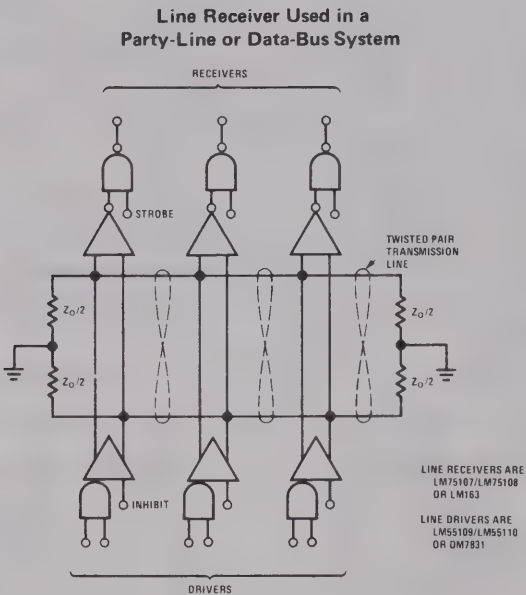 Line Receiver Used in a
Party-Line or Data-Bus System
RECEIVERS
STROBE
TWISTED PAIR
TRANSMISSION
LINE
Z₀/2
Z₀/2
Z₀/2
Z₀/2
INHIBIT
LINE RECEIVERS ARE
LM75107/LM75108
OR LM163
LINE DRIVERS ARE
LM55109/LM55110
OR DM7831
DRIVERS